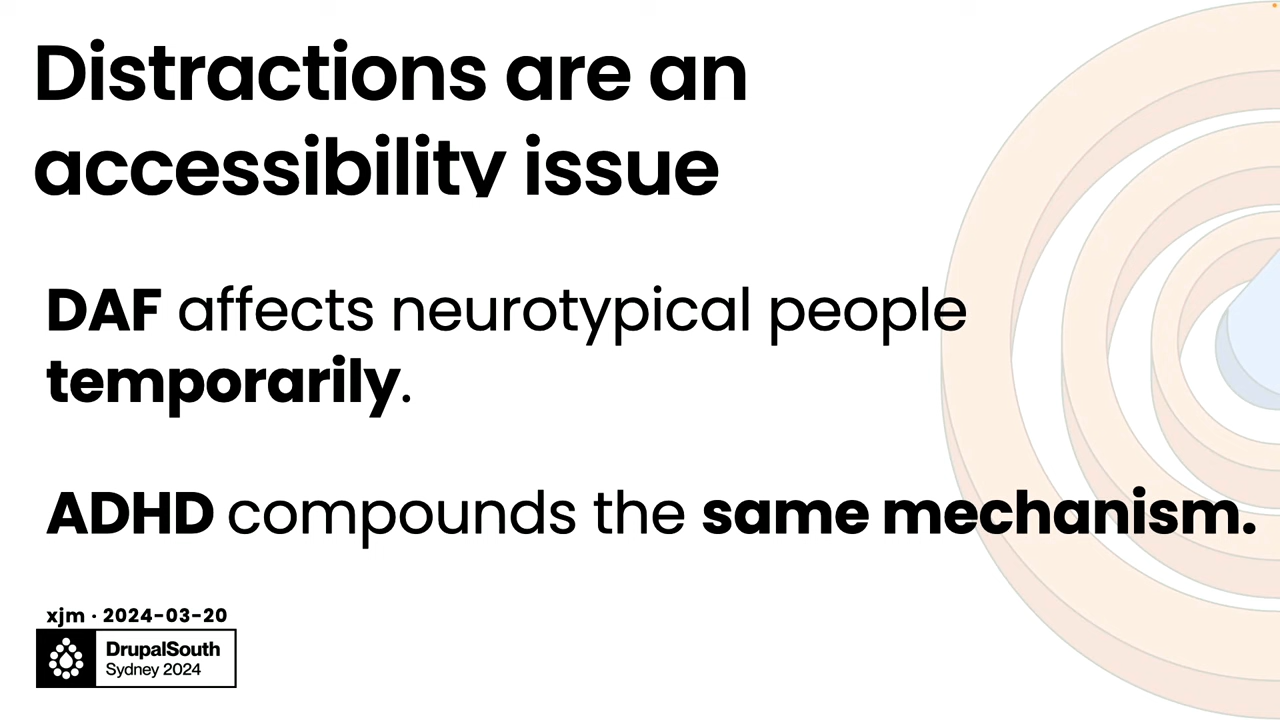 Distractions are an
accessibility issue
DAF affects neurotypical people
temporarily.
ADHD compounds the same mechanism.
xjm · 2024-03-20
DrupalSouth
Sydney 2024